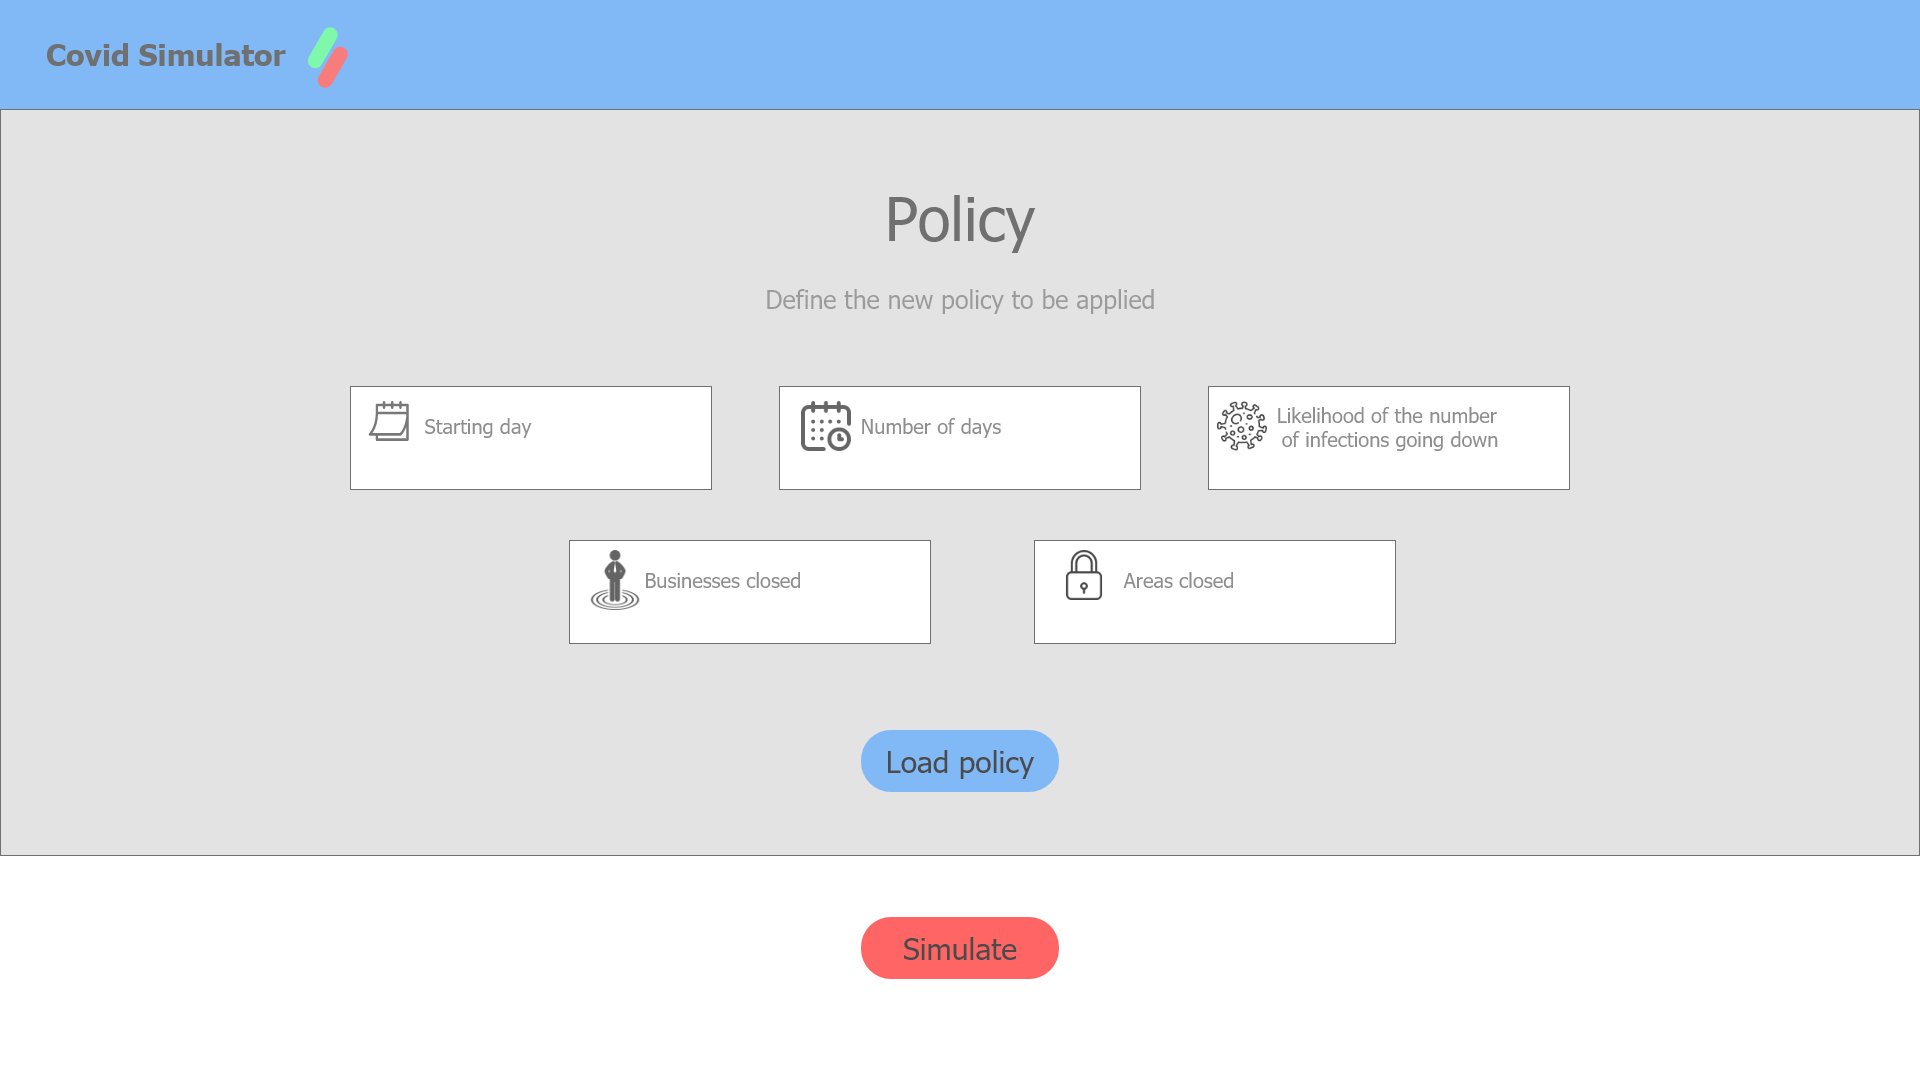 Covid Simulator
Policy
Define the new policy to be applied
Starting day
Number of days
Likelihood of the number
of infections going down
Businesses closed
Areas closed
Load policy
Simulate